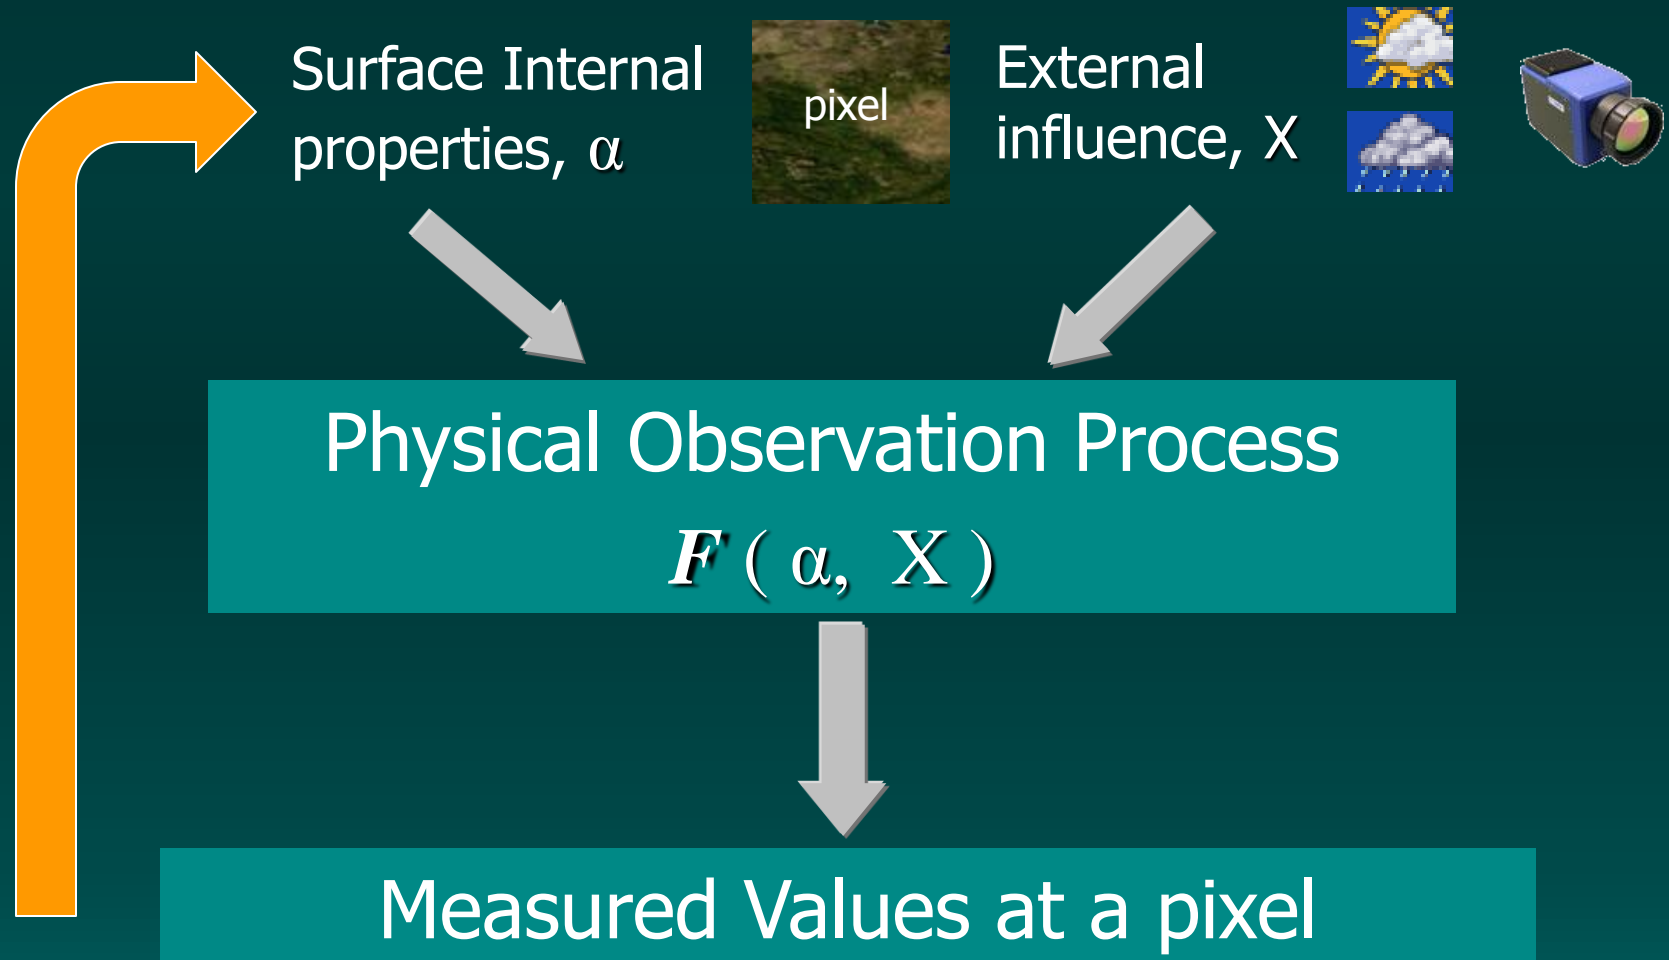 Surface Internal
properties, α
pixel
External
influence, X
Physical Observation Process
F ( α, X )
Measured Values at a pixel